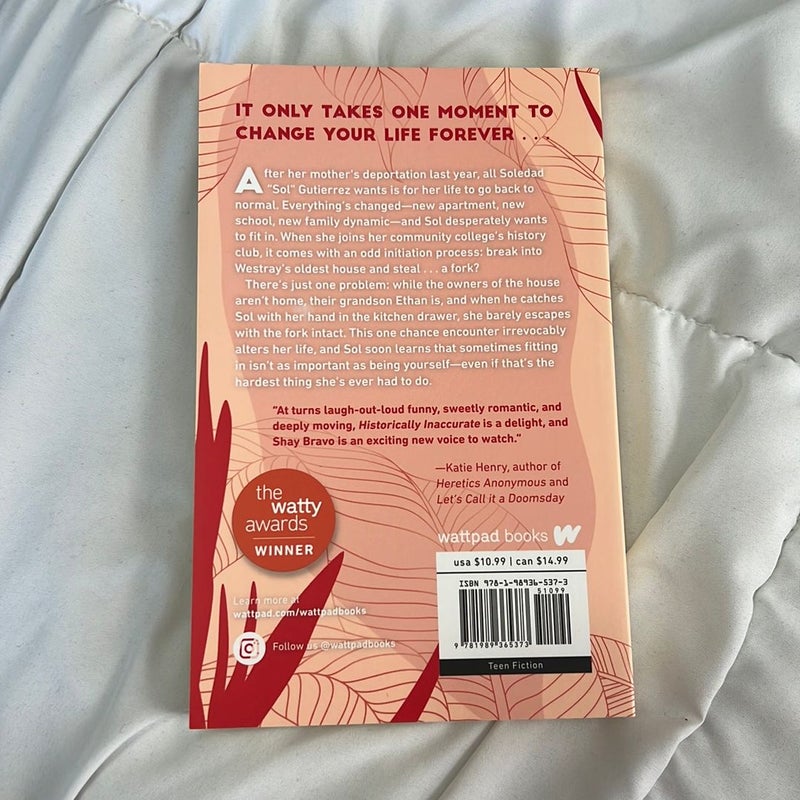 IT ONLY TAKES ONE MOMENT TO
CHANGE YOUR LIFE FOREVER . . .
After her mother's deportation last year, all Soledad
"Sol" Gutierrez wants is for her life to go back to
normal. Everything's changed—new apartment, new
school, new family dynamic—and Sol desperately wants
to fit in. When she joins her community college's history
club, it comes with an odd initiation process: break into
Westray's oldest house and steal . . . a fork?
There's just one problem: while the owners of the house
aren't home, their grandson Ethan is, and when he catches
Sol with her hand in the kitchen drawer, she barely escapes
with the fork intact. This one chance encounter irrevocably
alters her life, and Sol soon learns that sometimes fitting
in isn't as important as being yourself—even if that's the
hardest thing she's ever had to do.
"At turns laugh-out-loud funny, sweetly romantic, and
deeply moving, Historically Inaccurate is a delight, and
Shay Bravo is an exciting new voice to watch."
—Katie Henry, author of
Heretics Anonymous and
Let's Call it a Doomsday
the
watty
awards
WINNER
wattpad books W
usa $10.99 | can $14.99
ISBN 978-1-98936-537-3
51099
9 781989 365373
Teen Fiction
Learn more at
wattpad.com/wattpadbooks
Follow us @wattpadbooks